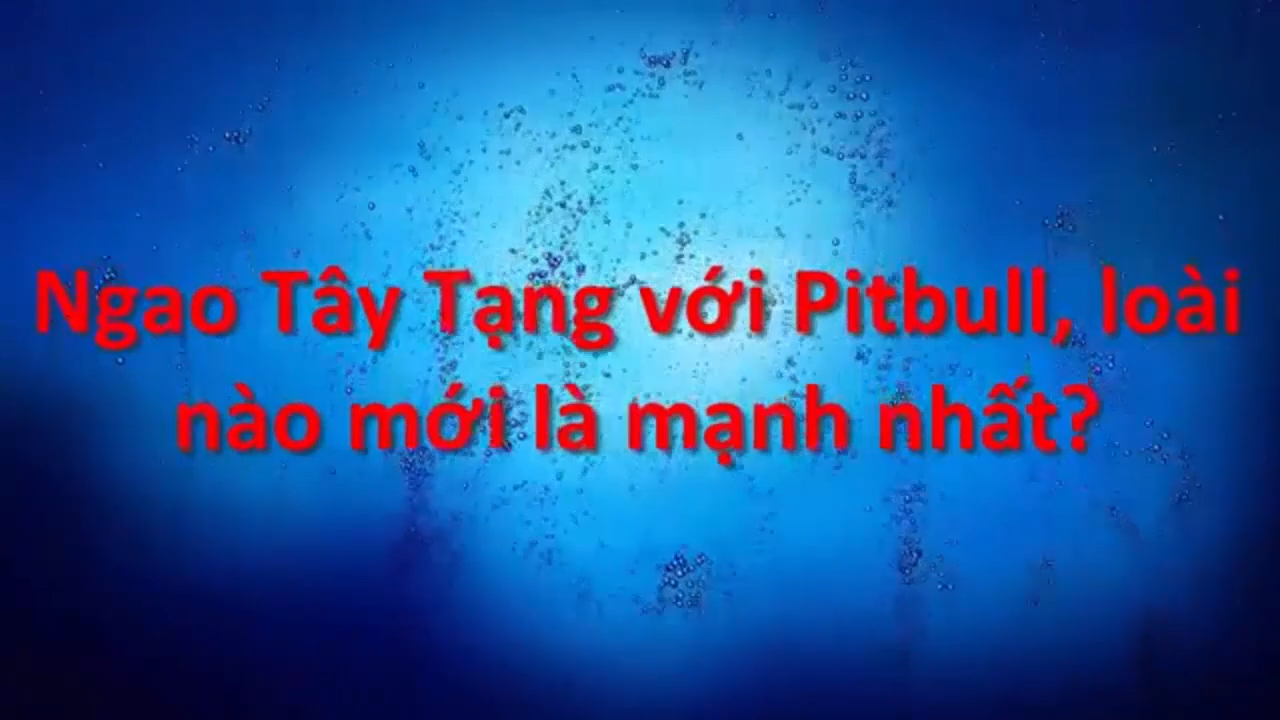 Ngao Tây Tạng với Pitbull, loài
nào mới là mạnh nhất?